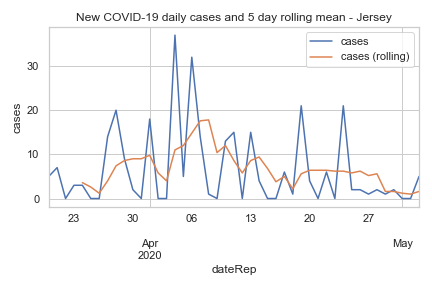 New COVID-19 daily cases and 5 day rolling mean - Jersey
cases
cases (rolling)
cases
30
20
10
0
23
30
06
13
20
27
Apr
2020
May
dateRep